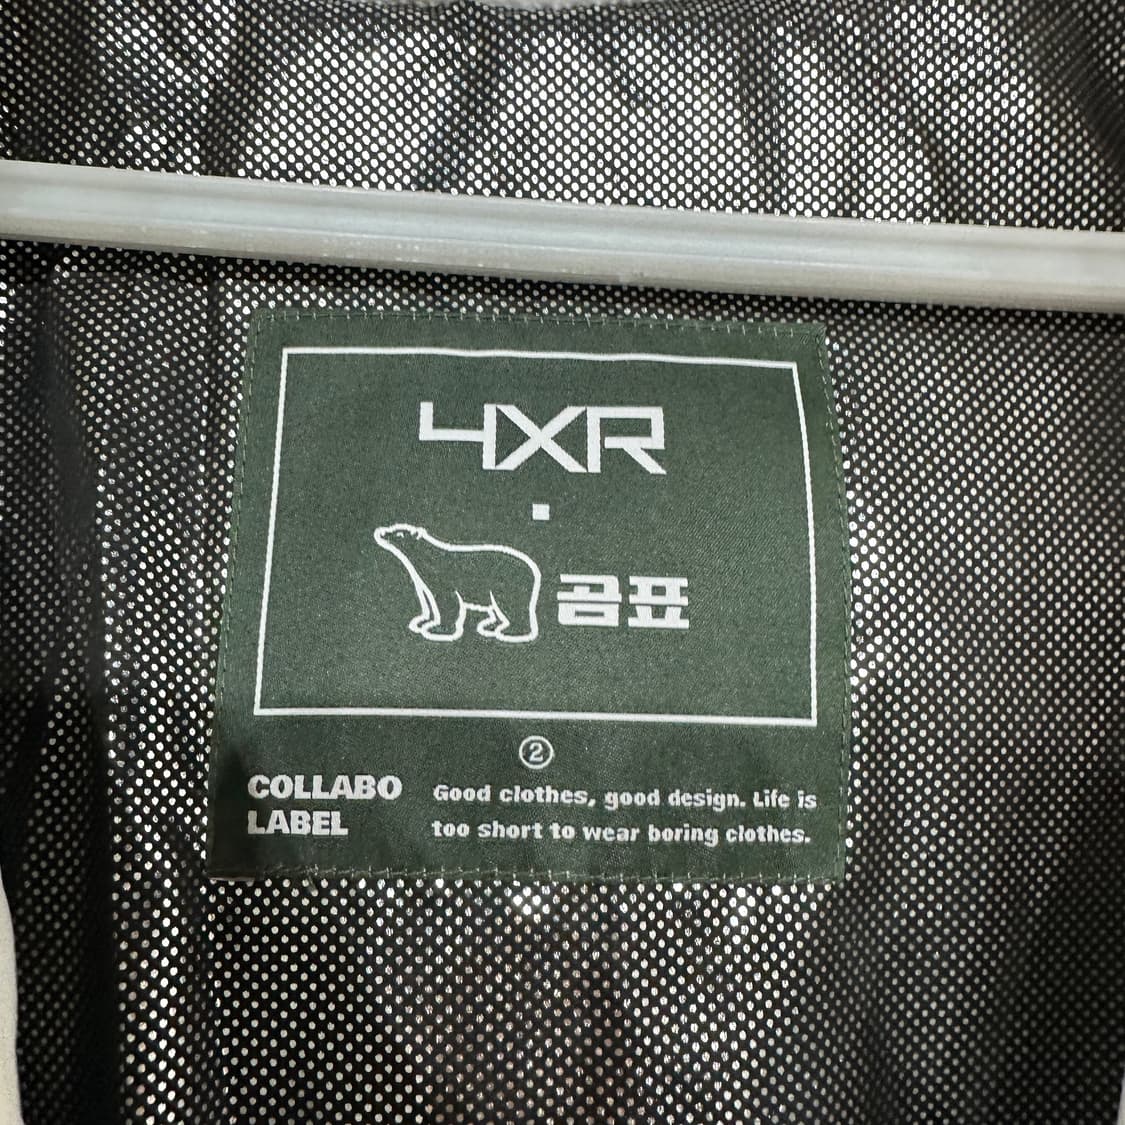 4XR
곰표
②
COLLABO
LABEL
Good clothes, good design. Life is
too short to wear boring clothes.